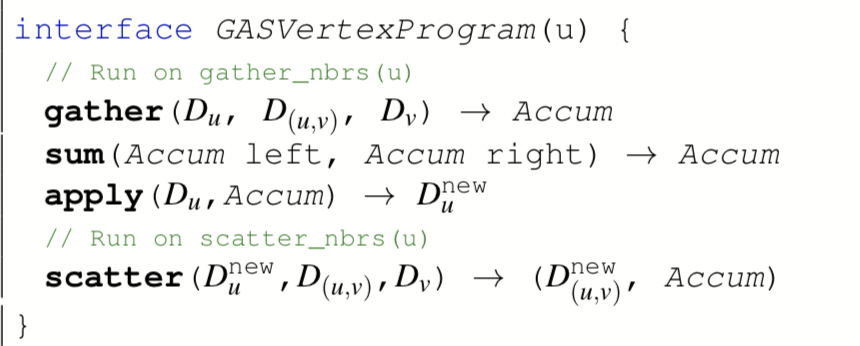 interface GASVertexProgram(u) {
// Run on gather_nbrs(u)
gather(D_u, D_(u,v), D_v) → Accum
sum(Accum left, Accum right) → Accum
apply(D_u,Accum) → D_u^new
// Run on scatter_nbrs(u)
scatter(D_u^new,D_(u,v),D_v) → (D_(u,v)^new, Accum)
}